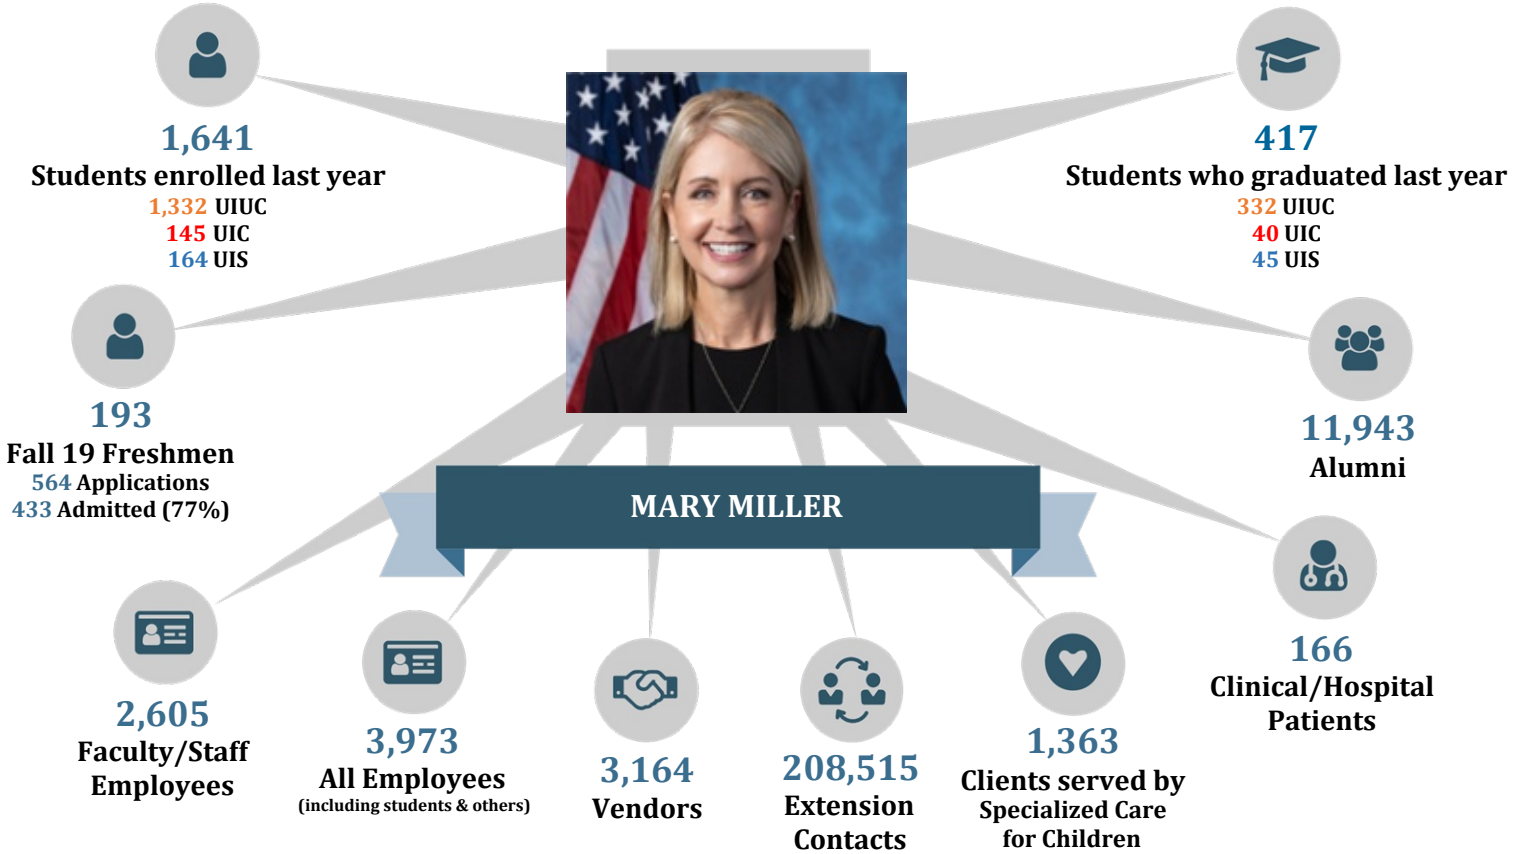 1,641
Students enrolled last year
1,332 UIUC
145 UIC
164 UIS
417
Students who graduated last year
332 UIUC
40 UIC
45 UIS
193
Fall 19 Freshmen
564 Applications
433 Admitted (77%)
11,943
Alumni
MARY MILLER
2,605
Faculty/Staff
Employees
3,973
All Employees
(including students & others)
3,164
Vendors
208,515
Extension
Contacts
1,363
Clients served by
Specialized Care
for Children
166
Clinical/Hospital
Patients